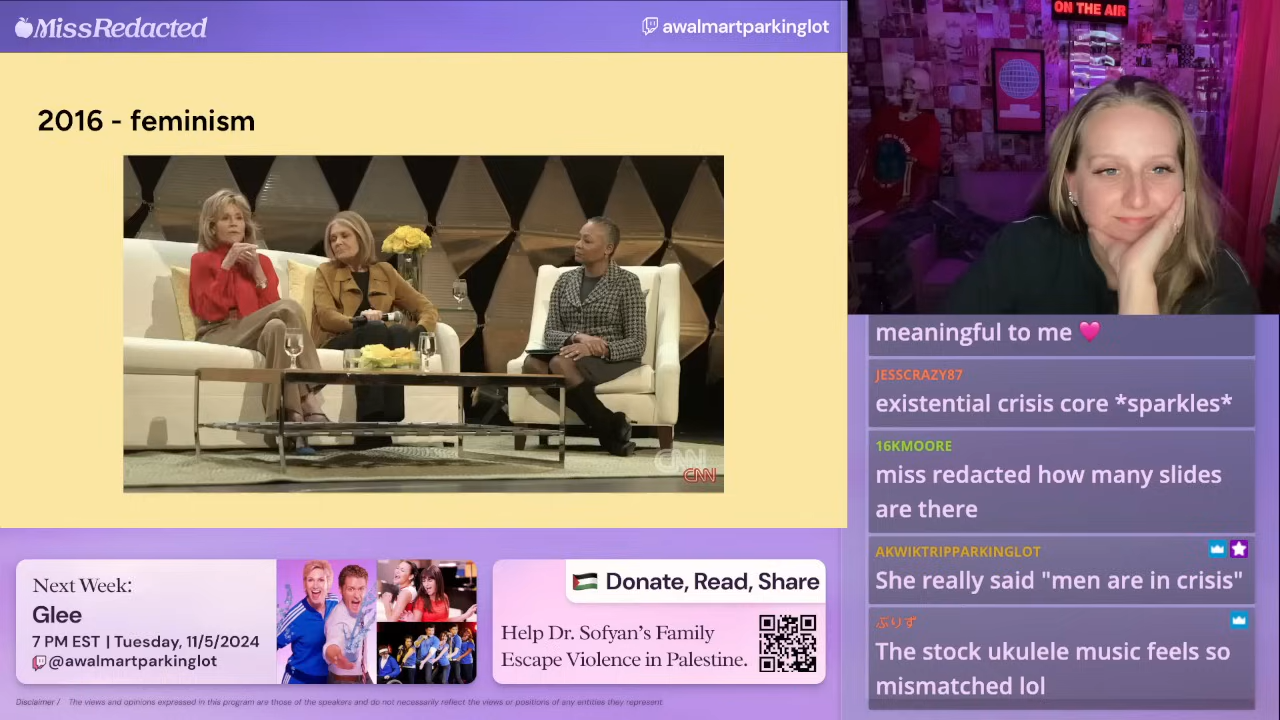 MissRedacted
awalmartparkinglot
2016 - feminism
CNN
CNN
Next Week:
Glee
7 PM EST | Tuesday, 11/5/2024
@awalmartparkinglot
Donate, Read, Share
Help Dr. Sofyan's Family
Escape Violence in Palestine.
Disclaimer / The views and opinions expressed in this program are those of the speakers and do not necessarily reflect the views or positions of any entities they represent
ON THE AIR
meaningful to me
JESSCRAZY87
existential crisis core *sparkles*
16KMOORE
miss redacted how many slides
are there
AKWIKTRIPPARKINGLOT
She really said "men are in crisis"
ぷりず
The stock ukulele music feels so
mismatched lol